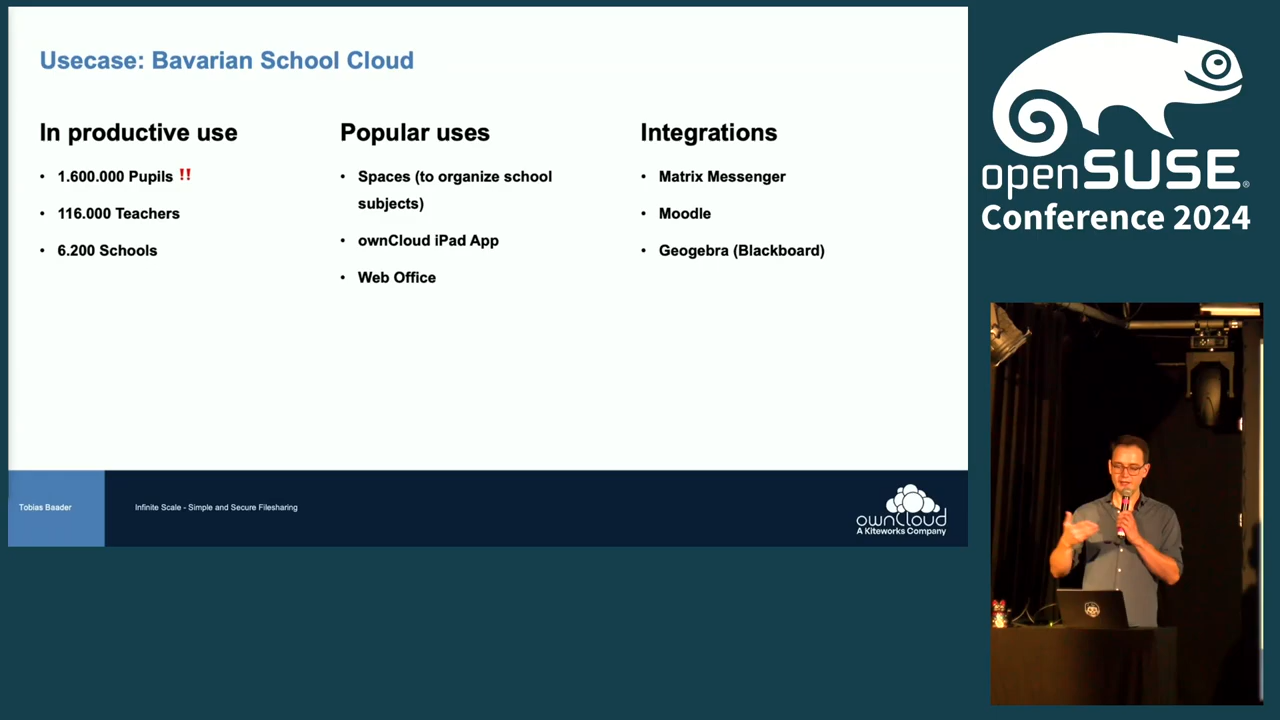 Usecase: Bavarian School Cloud
In productive use
• 1.600.000 Pupils ‼
• 116.000 Teachers
• 6.200 Schools
Popular uses
• Spaces (to organize school
subjects)
• ownCloud iPad App
• Web Office
Integrations
• Matrix Messenger
• Moodle
• Geogebra (Blackboard)
Tobias Baader
Infinite Scale - Simple and Secure Filesharing
ownCloud
A Kiteworks Company
openSUSE®
Conference 2024